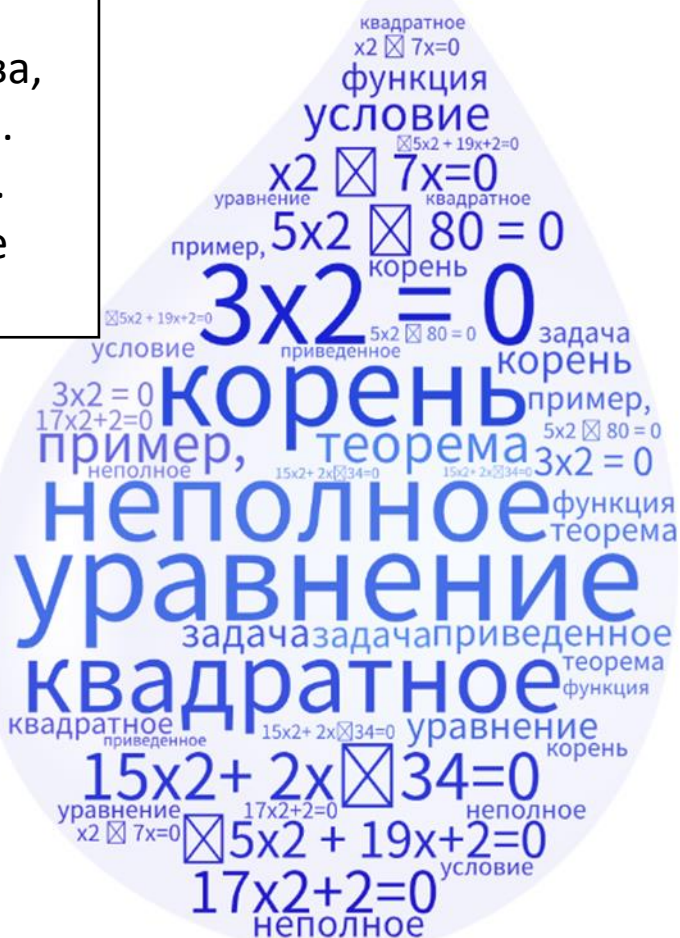 ва,
.
.
е
квадратное
x2 ☒ 7x=0
функция
условие
☒5x2 + 19x+2=0
x2 ☒ 7x=0
уравнение квадратное
пример, 5x2 ☒ 80 = 0
корень
3x2 = 0
☒5x2 + 19x+2=0
5x2 ☒ 80 = 0 задача
условие приведенное корень
3x2 = 0 корень пример,
17x2+2=0
5x2 ☒ 80 = 0
пример, теорема 3x2 = 0
неполное 15x2+ 2x☒34=0 15x2+ 2x☒34=0
неполное функция
теорема
уравнение
задача задача приведенное
квадратное теорема
функция
квадратное 15x2+ 2x☒34=0 уравнение
приведенное корень
15x2+ 2x☒34=0
уравнение 17x2+2=0 неполное
x2 ☒ 7x=0 ☒5x2 + 19x+2=0
условие
17x2+2=0
неполное